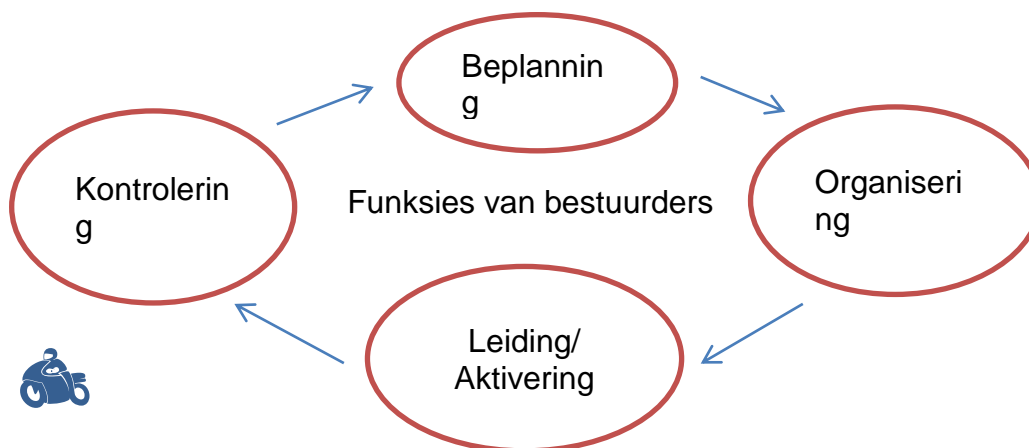 Beplannin
g
Kontrolerin
g
Funksies van bestuurders
Organiseri
ng
Leiding/
Aktivering